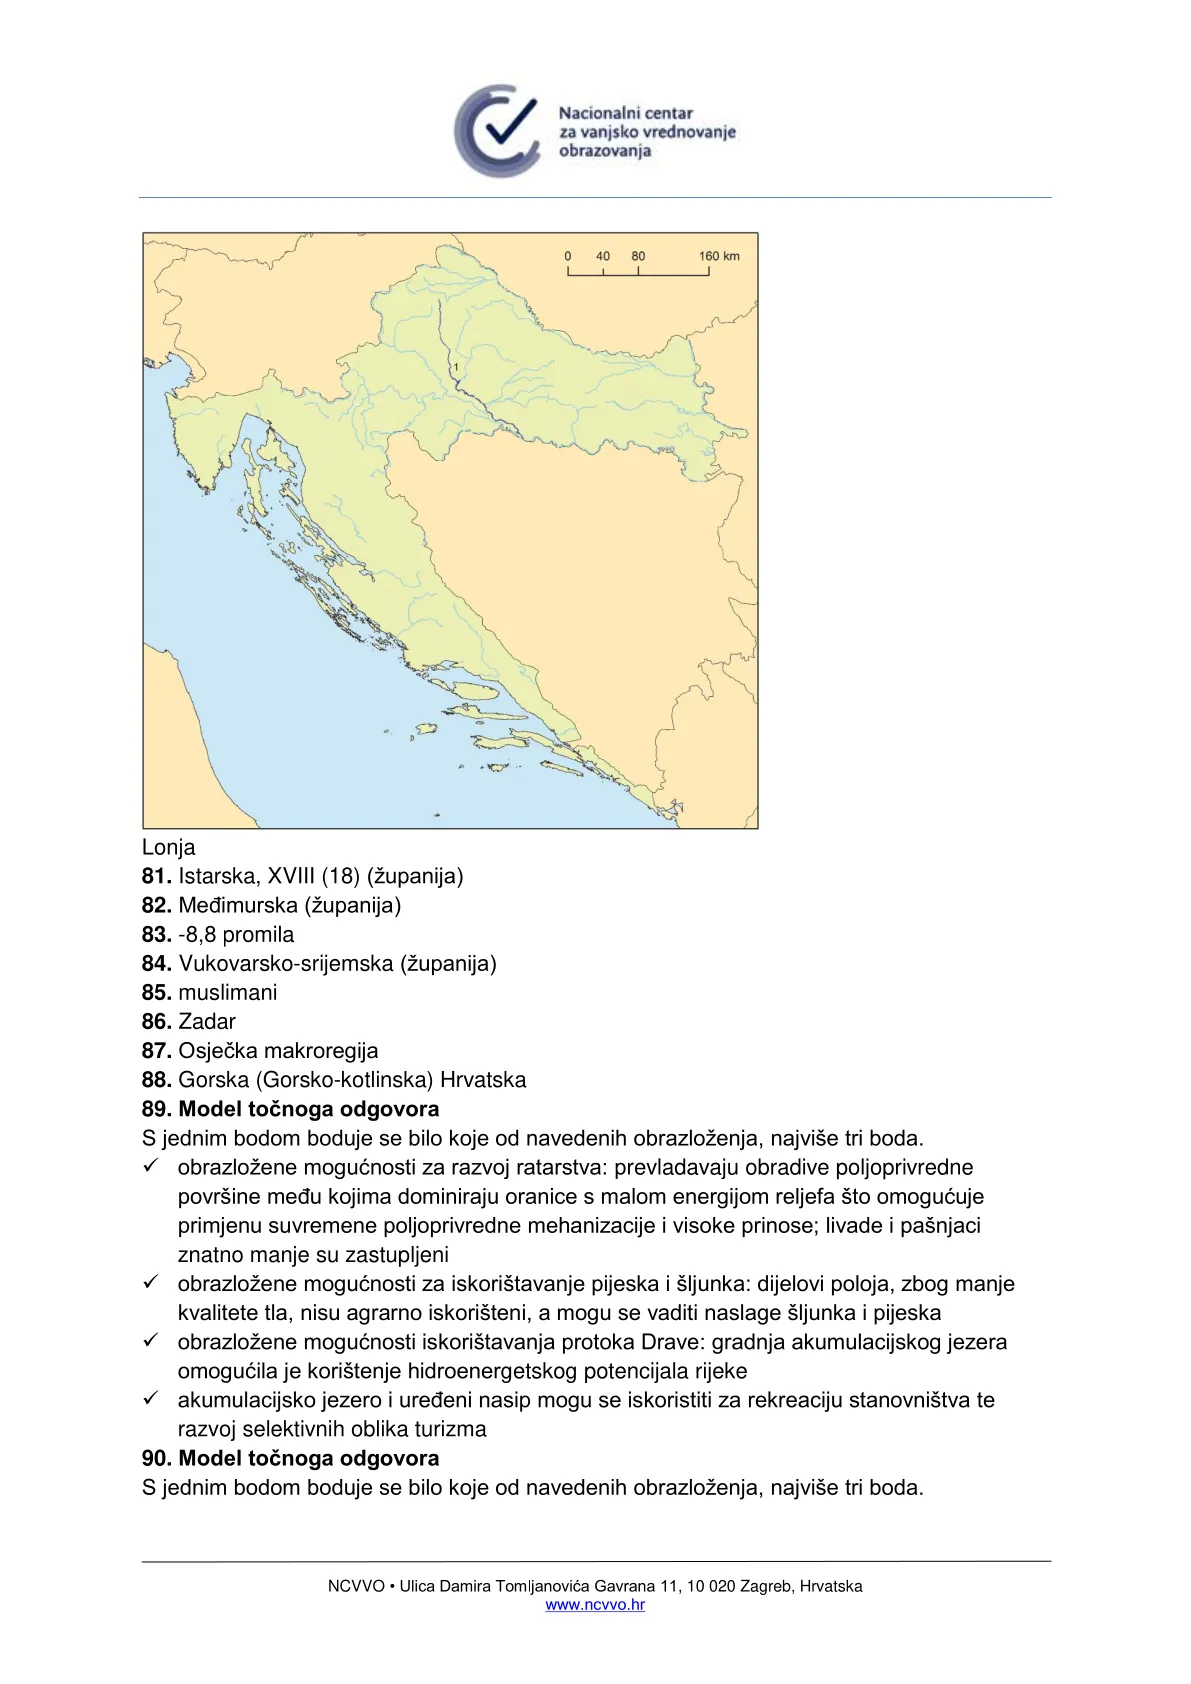 Nacionalni centar
za vanjsko vrednovanje
obrazovanja
0 40 80 160 km
1
Lonja
81. Istarska, XVIII (18) (županija)
82. Međimurska (županija)
83. -8,8 promila
84. Vukovarsko-srijemska (županija)
85. muslimani
86. Zadar
87. Osječka makroregija
88. Gorska (Gorsko-kotlinska) Hrvatska
89. Model točnoga odgovora
S jednim bodom boduje se bilo koje od navedenih obrazloženja, najviše tri boda.
✓ obrazložene mogućnosti za razvoj ratarstva: prevladavaju obradive poljoprivredne
površine među kojima dominiraju oranice s malom energijom reljefa što omogućuje
primjenu suvremene poljoprivredne mehanizacije i visoke prinose; livade i pašnjaci
znatno manje su zastupljeni
✓ obrazložene mogućnosti za iskorištavanje pijeska i šljunka: dijelovi poloja, zbog manje
kvalitete tla, nisu agrarno iskorišteni, a mogu se vaditi naslage šljunka i pijeska
✓ obrazložene mogućnosti iskorištavanja protoka Drave: gradnja akumulacijskog jezera
omogućila je korištenje hidroenergetskog potencijala rijeke
✓ akumulacijsko jezero i uređeni nasip mogu se iskoristiti za rekreaciju stanovništva te
razvoj selektivnih oblika turizma
90. Model točnoga odgovora
S jednim bodom boduje se bilo koje od navedenih obrazloženja, najviše tri boda.
NCVVO • Ulica Damira Tomljanovića Gavrana 11, 10 020 Zagreb, Hrvatska
www.ncvvo.hr